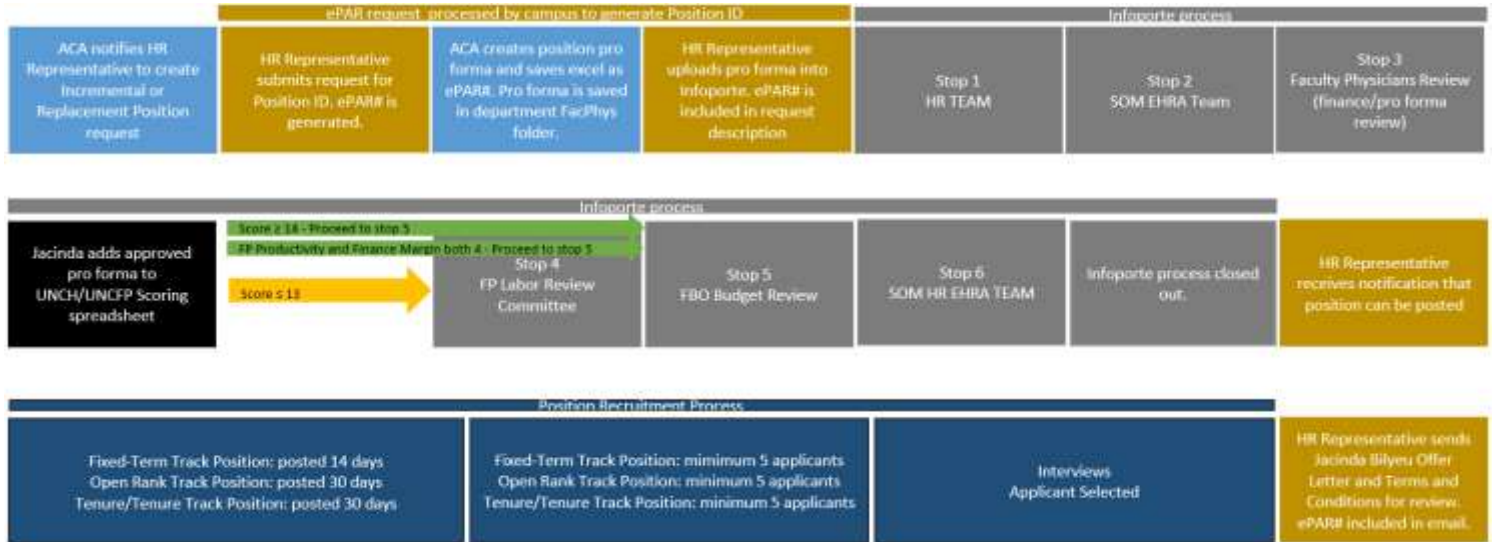 ePAR request processed by campus to generate Position ID
Infoporte process
ACA notifies HR
Representative to create
Incremental or
Replacement Position
request
HR Representative
submits request for
Position ID, ePAR# is
generated.
ACA creates position pro
forma and saves excel as
ePAR#. Pro forma is saved
in department FacPhys
folder.
HR Representative
uploads pro forma into
infoporte. ePAR# is
included in request
description
Stop 1
HR TEAM
Stop 2
SOM EHRA Team
Stop 3
Faculty Physicians Review
(finance/pro forma
review)
Infoporte process
Jacinda adds approved
pro forma to
UNCH/UNCFP Scoring
spreadsheet
Score ≥ 14 - Proceed to stop 5
FP Productivity and Finance Margin both 4 - Proceed to stop 5
Score ≤ 13
Stop 4
FP Labor Review
Committee
Stop 5
FBO Budget Review
Stop 6
SOM HR EHRA TEAM
Infoporte process closed
out.
HR Representative
receives notification that
position can be posted
Position Recruitment Process
Fixed-Term Track Position: posted 14 days
Open Rank Track Position: posted 30 days
Tenure/Tenure Track Position: posted 30 days
Fixed-Term Track Position: mimimum 5 applicants
Open Rank Track Position: minimum 5 applicants
Tenure/Tenure Track Position: minimum 5 applicants
Interviews
Applicant Selected
HR Representative sends
Jacinda Bilyeu Offer
Letter and Terms and
Conditions for review.
ePAR# included in email.